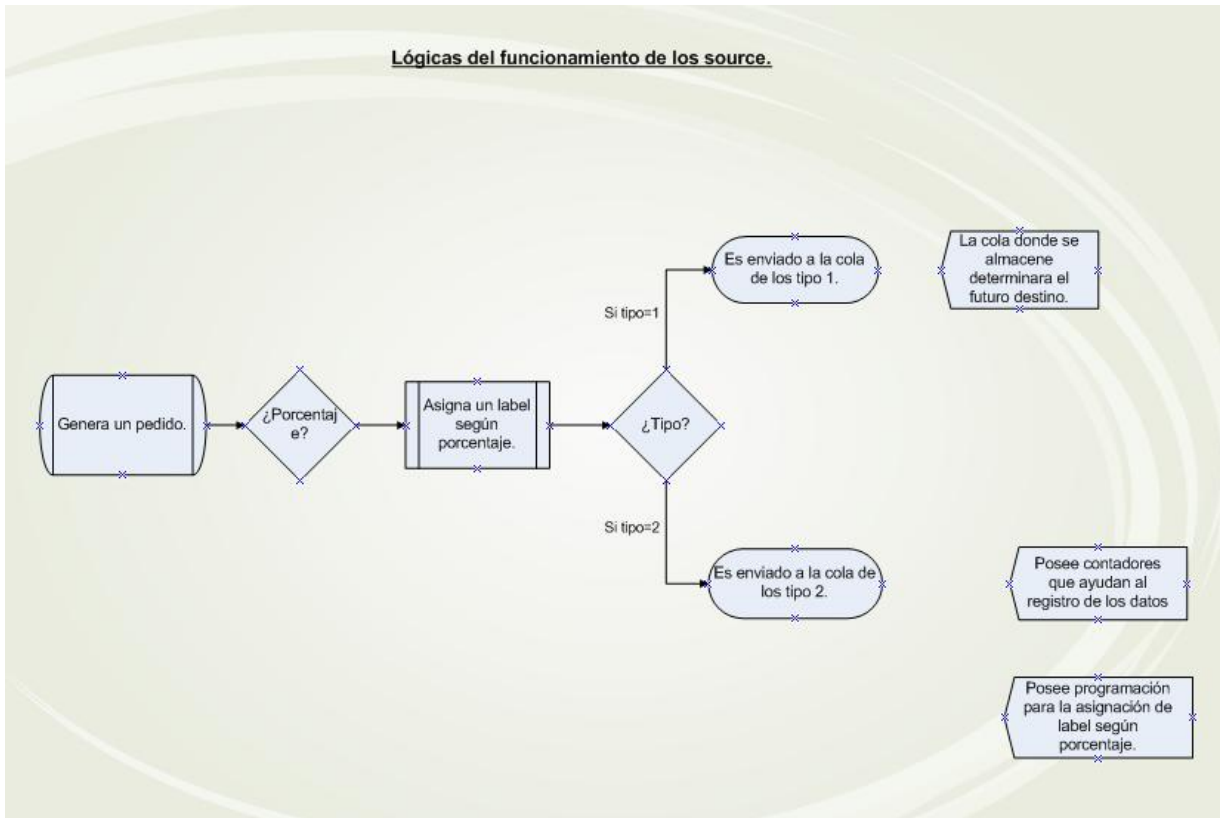 Lógicas del funcionamiento de los source.
Genera un pedido.
¿Porcentaj
e?
Asigna un label
según
porcentaje.
¿Tipo?
Si tipo=1
Es enviado a la cola
de los tipo 1.
La cola donde se
almacene
determinara el
futuro destino.
Si tipo=2
Es enviado a la cola de
los tipo 2.
Posee contadores
que ayudan al
registro de los datos
Posee programación
para la asignación de
label según
porcentaje.